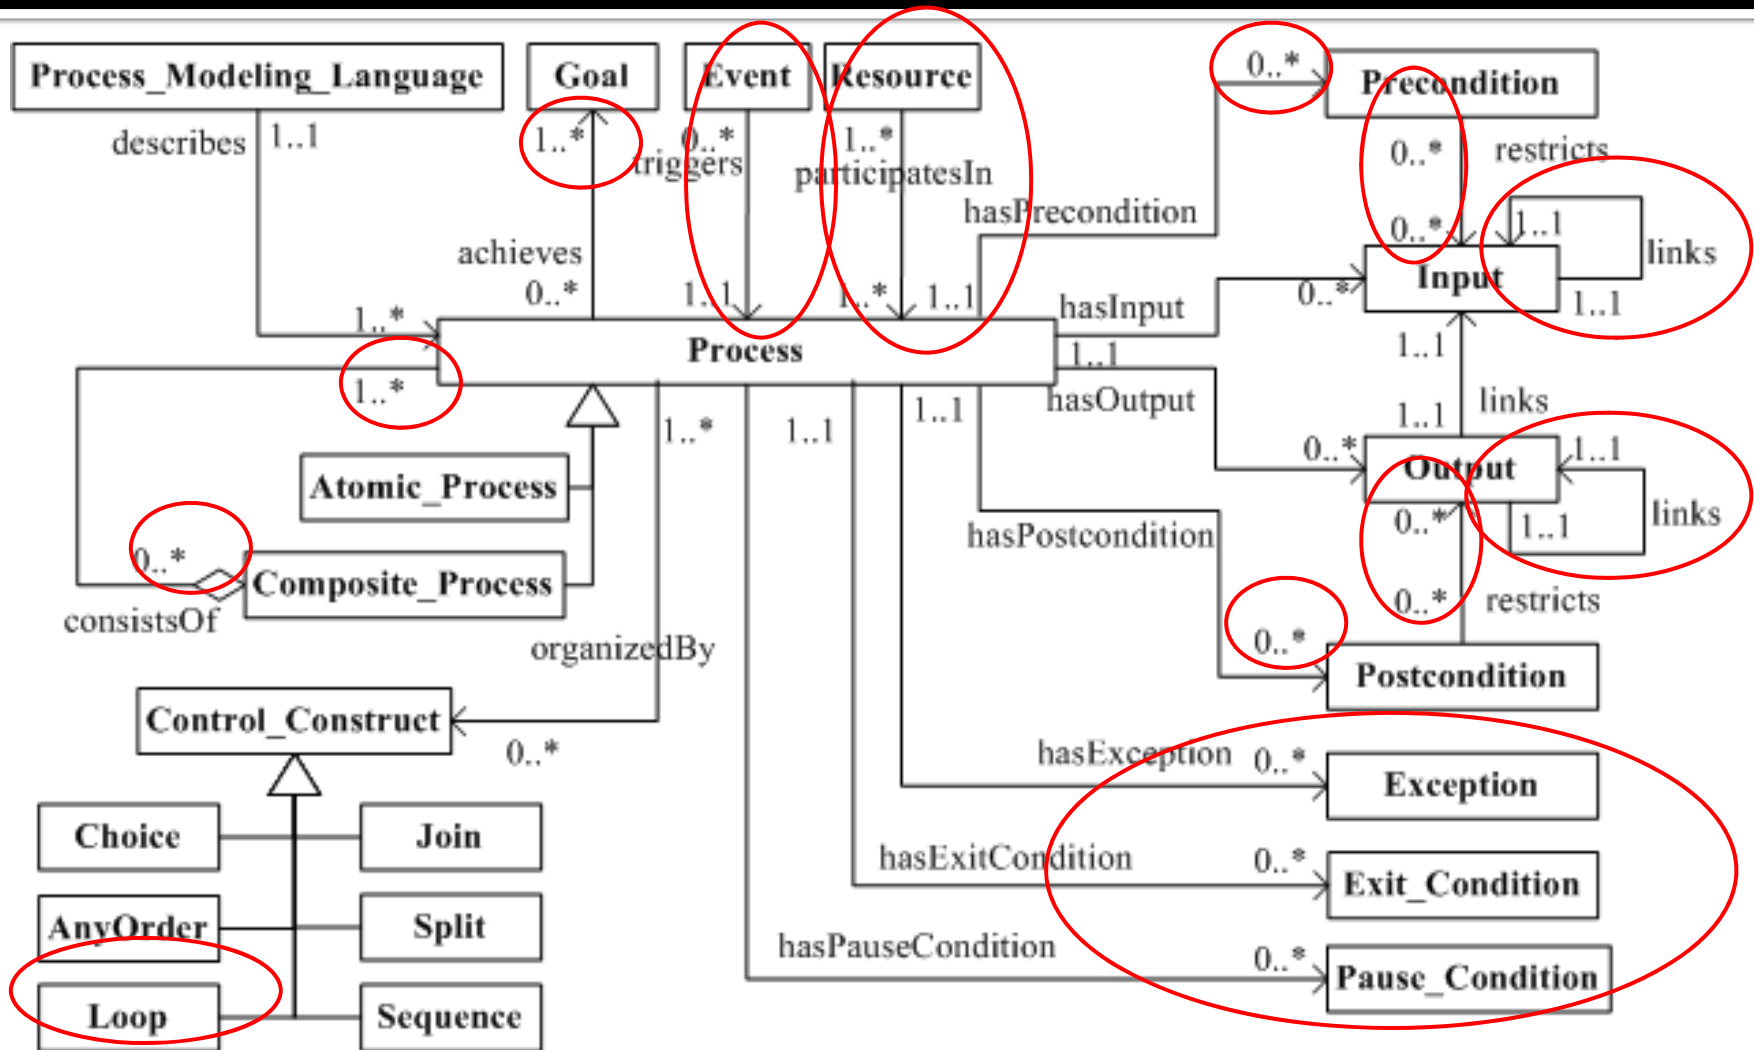 Process_Modeling_Language
Goal
Event
Resource
0..*
Precondition
describes
1..1
1..*
0..*
triggers
1..*
participatesIn
0..*
restricts
hasPrecondition
0..*
1..1
links
achieves
0..*
1..1
1..*
1..1
hasInput
0..*
Input
1..1
1..*
Process
1..1
1..1
1..*
hasOutput
1..1
links
1..*
1..1
1..1
0..*
Output
1..1
links
Atomic_Process
0..*
1..1
hasPostcondition
0..*
Composite_Process
consistsOf
0..*
restricts
organizedBy
0..*
Postcondition
Control_Construct
0..*
hasException
0..*
Exception
Choice
Join
hasExitCondition
0..*
Exit_Condition
AnyOrder
Split
hasPauseCondition
0..*
Pause_Condition
Loop
Sequence